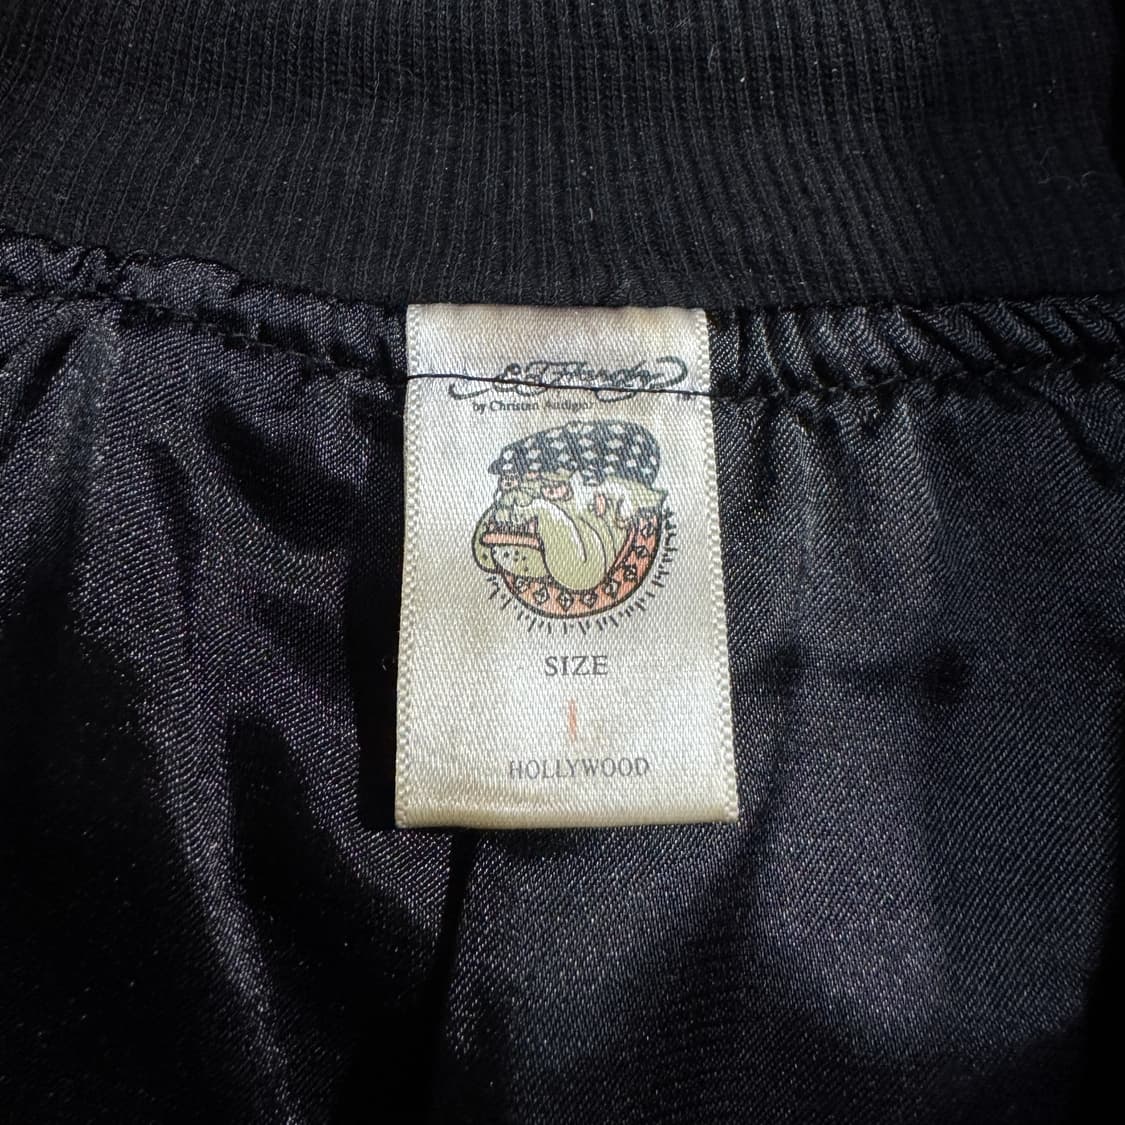 Ed Hardy
by Christian Audigier
SIZE
HOLLYWOOD